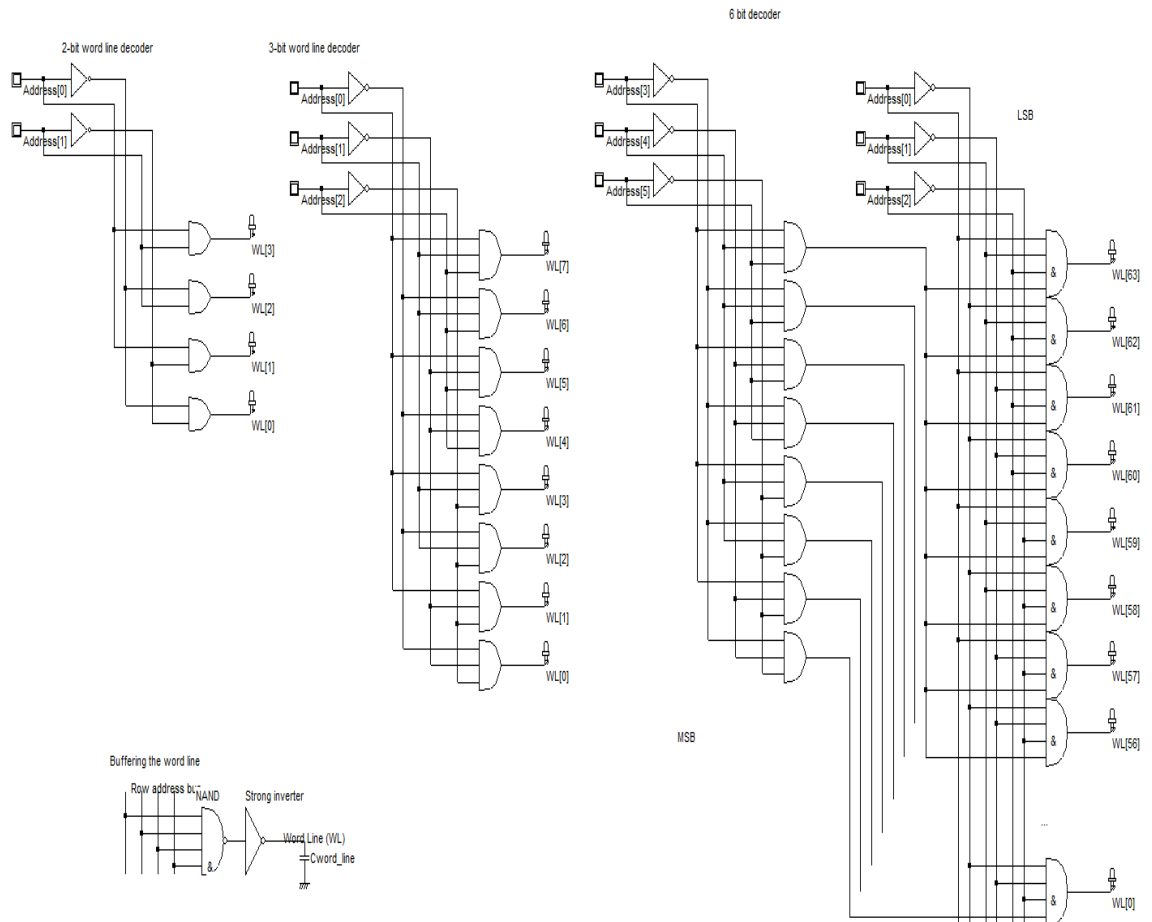 6 bit decoder
2-bit word line decoder
3-bit word line decoder
Address[0]
Address[1]
WL[3]
WL[2]
WL[1]
WL[0]
Address[0]
Address[1]
Address[2]
WL[7]
WL[6]
WL[5]
WL[4]
WL[3]
WL[2]
WL[1]
WL[0]
Address[3]
Address[4]
Address[5]
MSB
Address[0]
Address[1]
Address[2]
LSB
&
WL[63]
&
WL[62]
&
WL[61]
&
WL[60]
&
WL[59]
&
WL[58]
&
WL[57]
&
WL[56]
...
&
WL[0]
Buffering the word line
Row address bu
NAND
Strong inverter
&
Word Line (WL)
Cword_line